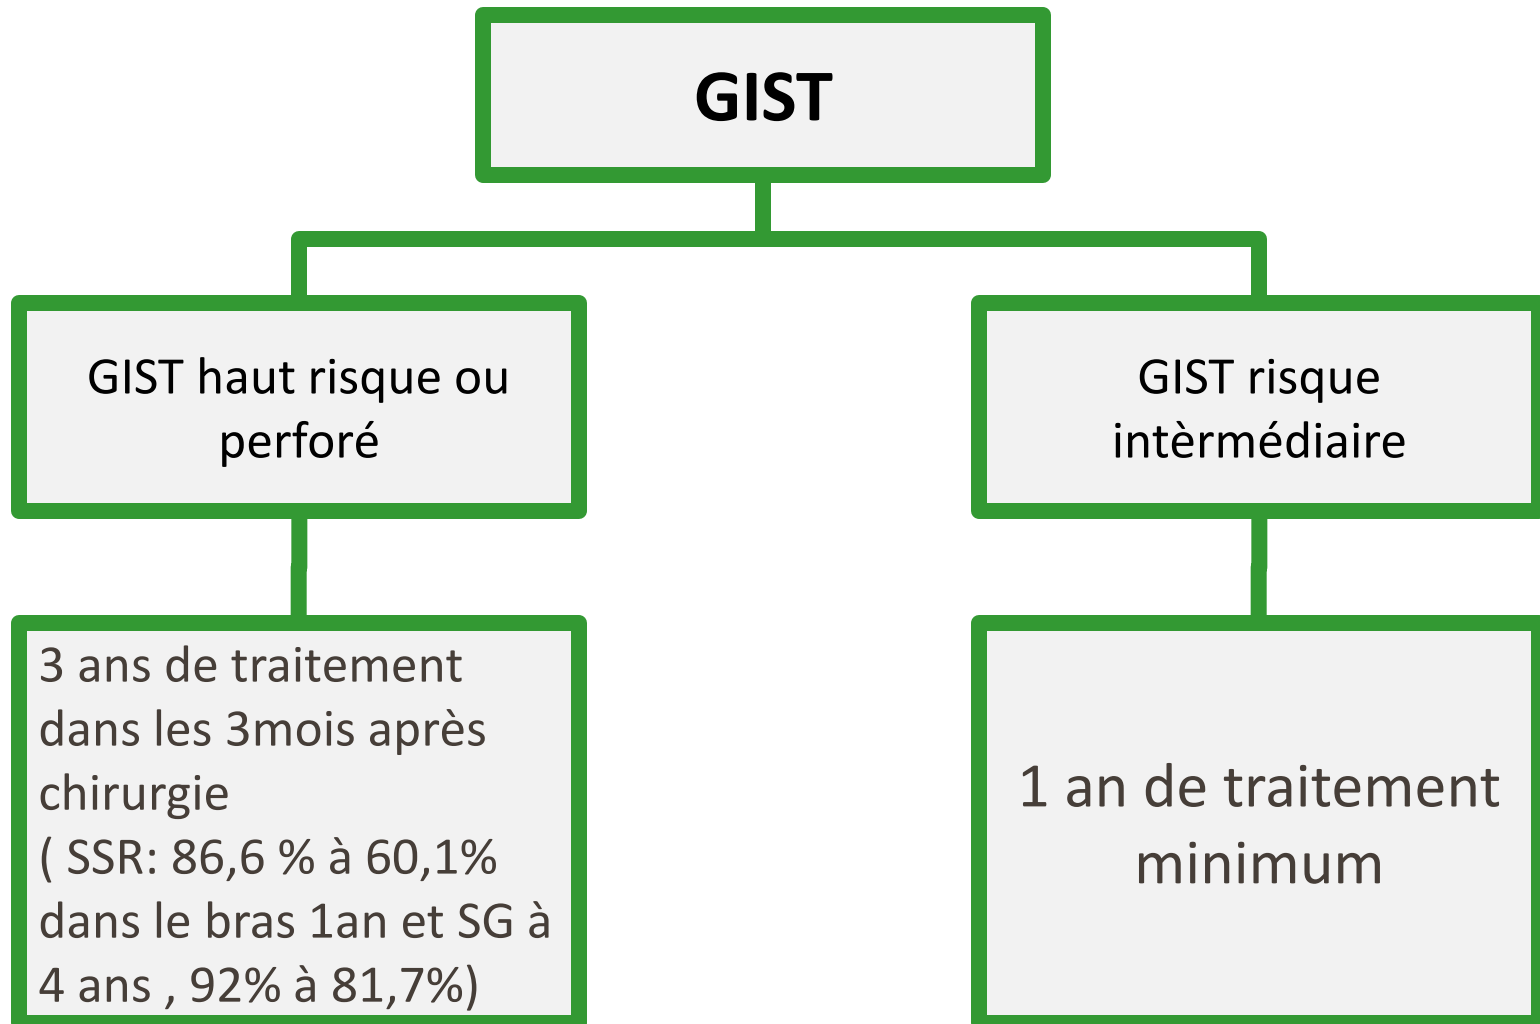 GIST
GIST haut risque ou
perforé
GIST risque
intèrmédiaire
3 ans de traitement
dans les 3mois après
chirurgie
( SSR: 86,6 % à 60,1%
dans le bras 1an et SG à
4 ans , 92% à 81,7%)
1 an de traitement
minimum